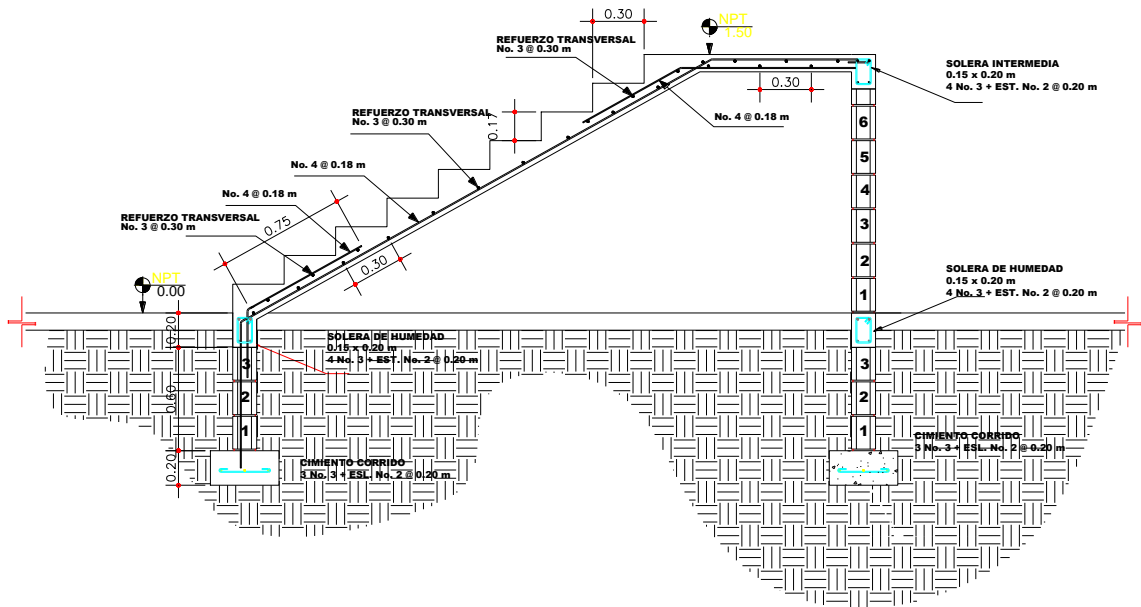 0.30
NPT
1.50
REFUERZO TRANSVERSAL
No. 3 @ 0.30 m
SOLERA INTERMEDIA
0.15 x 0.20 m
4 No. 3 + EST. No. 2 @ 0.20 m
0.30
REFUERZO TRANSVERSAL
No. 3 @ 0.30 m
0.17
No. 4 @ 0.18 m
6
5
4
3
2
1
No. 4 @ 0.18 m
No. 4 @ 0.18 m
0.75
REFUERZO TRANSVERSAL
No. 3 @ 0.30 m
0.30
NPT
0.00
SOLERA DE HUMEDAD
0.15 x 0.20 m
4 No. 3 + EST. No. 2 @ 0.20 m
0.20
SOLERA DE HUMEDAD
0.15 x 0.20 m
4 No. 3 + EST. No. 2 @ 0.20 m
0.60
3
2
1
3
2
1
0.20
CIMIENTO CORRIDO
3 No. 3 + ESL. No. 2 @ 0.20 m
CIMIENTO CORRIDO
3 No. 3 + ESL. No. 2 @ 0.20 m